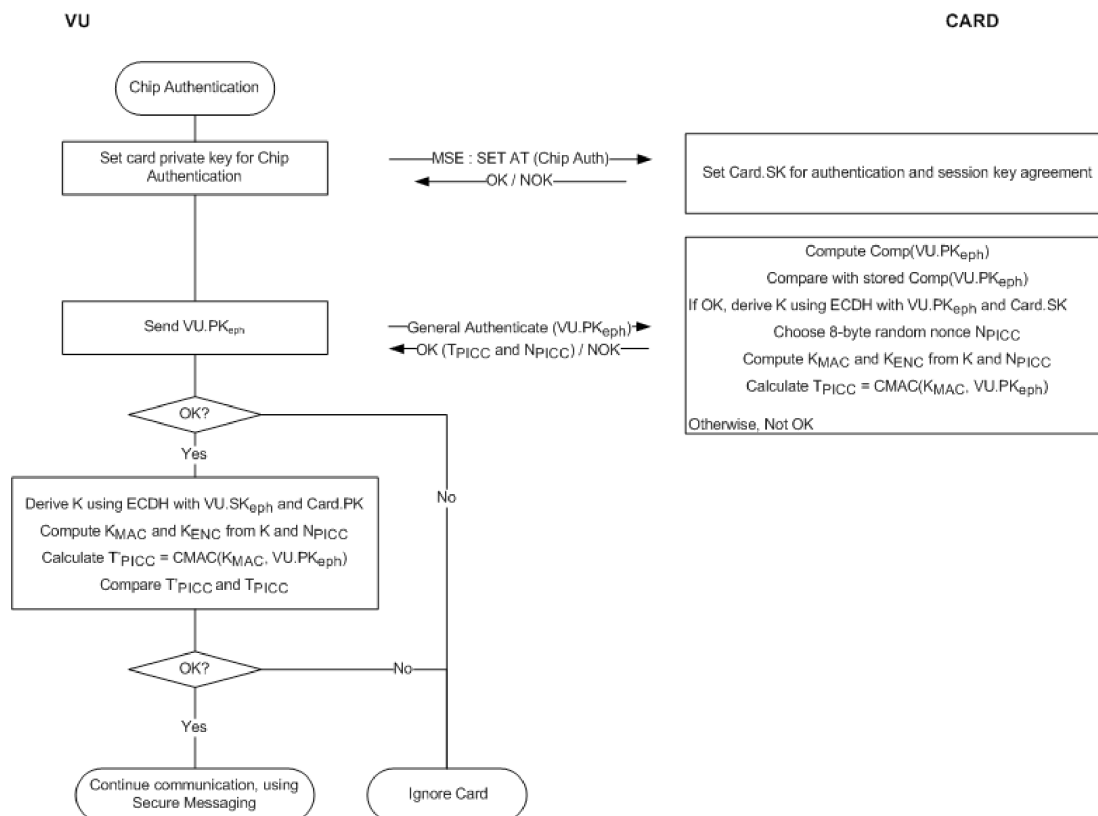 VU
CARD
Chip Authentication
Set card private key for Chip
Authentication
MSE : SET AT (Chip Auth)
OK / NOK
Set Card.SK for authentication and session key agreement
Compute Comp(VU.PKeph)
Compare with stored Comp(VU.PKeph)
If OK, derive K using ECDH with VU.PKeph and Card.SK
Choose 8-byte random nonce NPICC
Compute KMAC and KENC from K and NPICC
Calculate TPICC = CMAC(KMAC, VU.PKeph)
Otherwise, Not OK
Send VU.PKeph
General Authenticate (VU.PKeph)
OK (TPICC and NPICC) / NOK
OK?
Yes
No
Derive K using ECDH with VU.SKeph and Card.PK
Compute KMAC and KENC from K and NPICC
Calculate T'PICC = CMAC(KMAC, VU.PKeph)
Compare T'PICC and TPICC
OK?
No
Yes
Continue communication, using
Secure Messaging
Ignore Card